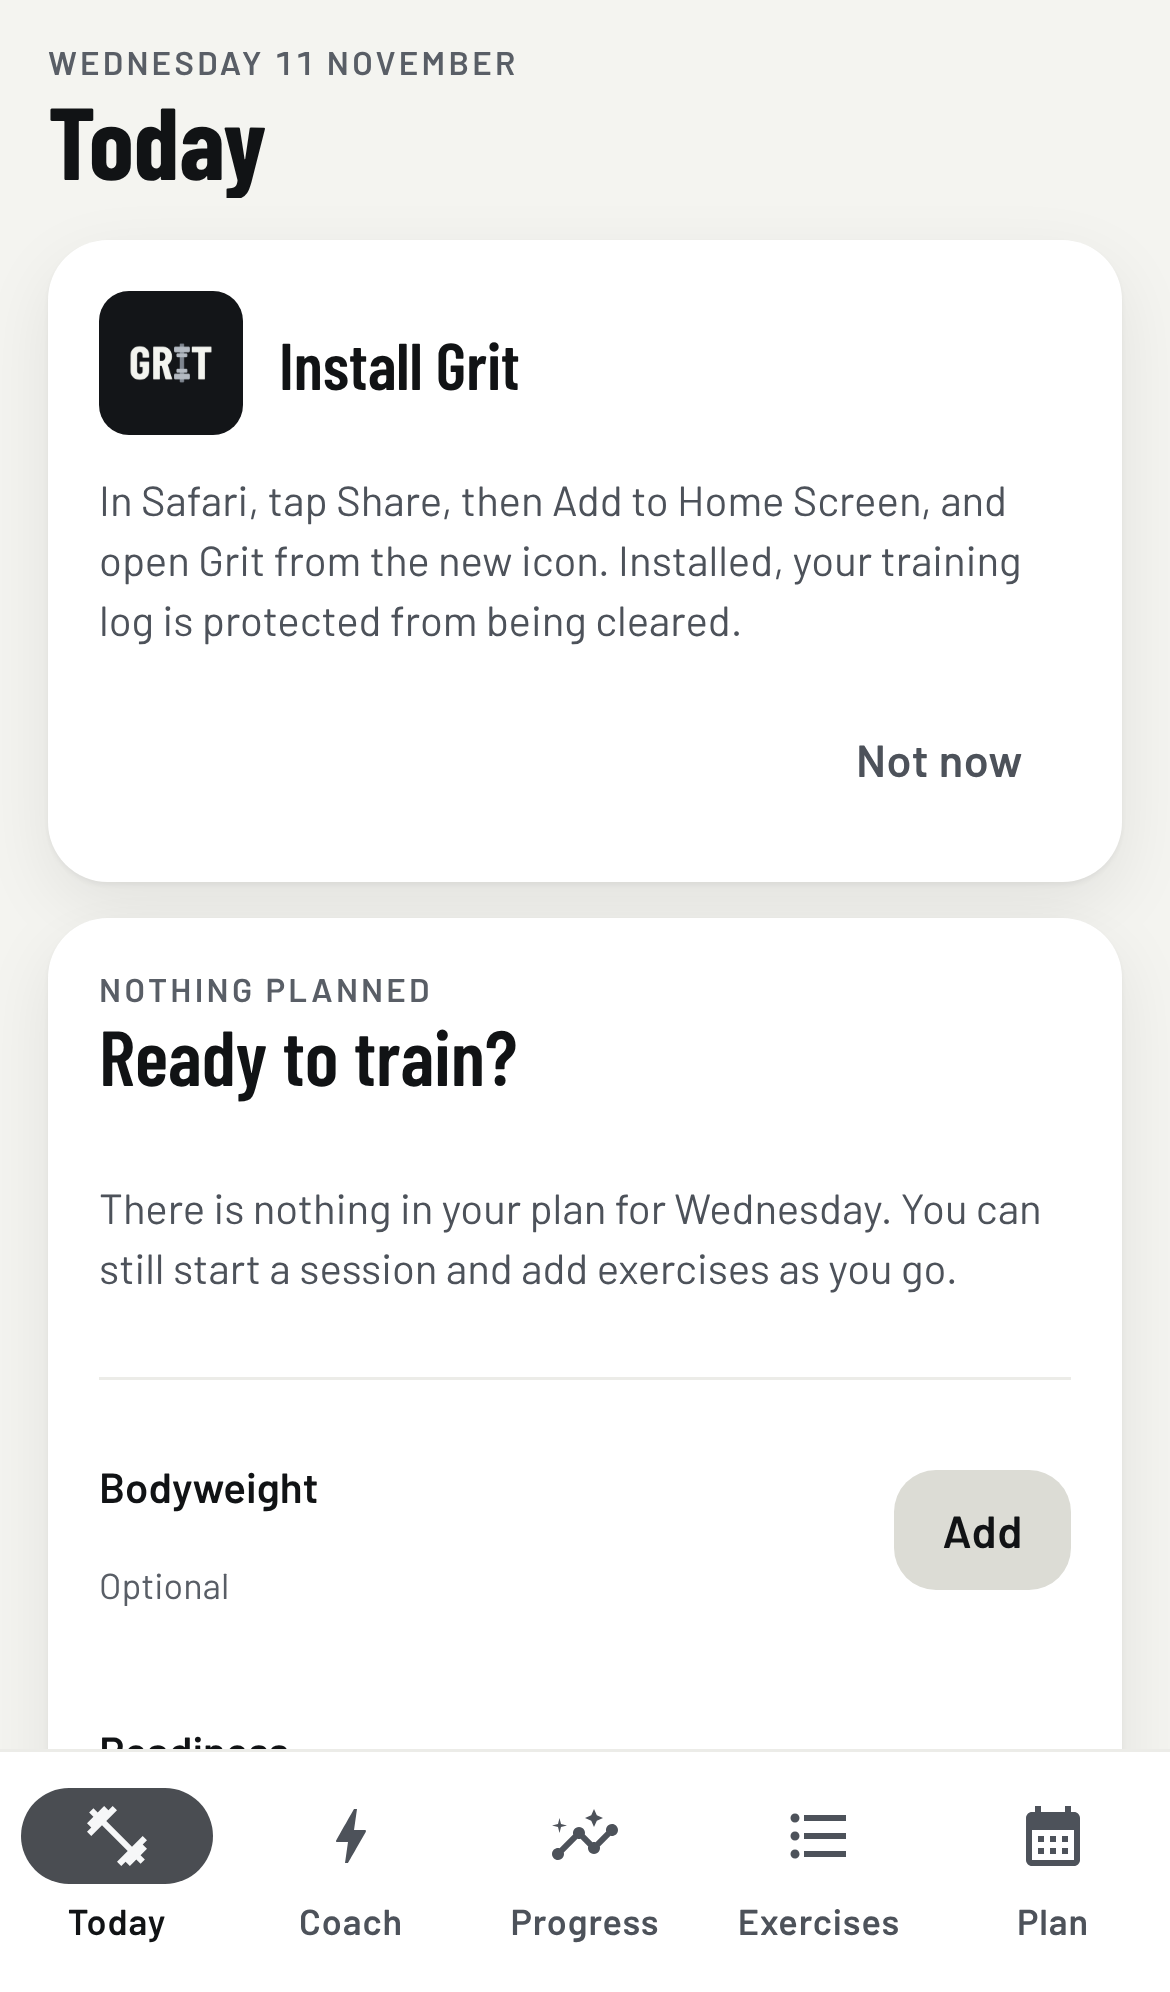 WEDNESDAY 11 NOVEMBER
Today
GRIT
Install Grit
In Safari, tap Share, then Add to Home Screen, and
open Grit from the new icon. Installed, your training
log is protected from being cleared.
Not now
NOTHING PLANNED
Ready to train?
There is nothing in your plan for Wednesday. You can
still start a session and add exercises as you go.
Bodyweight
Add
Optional
Readiness
Today
Coach
Progress
Exercises
Plan